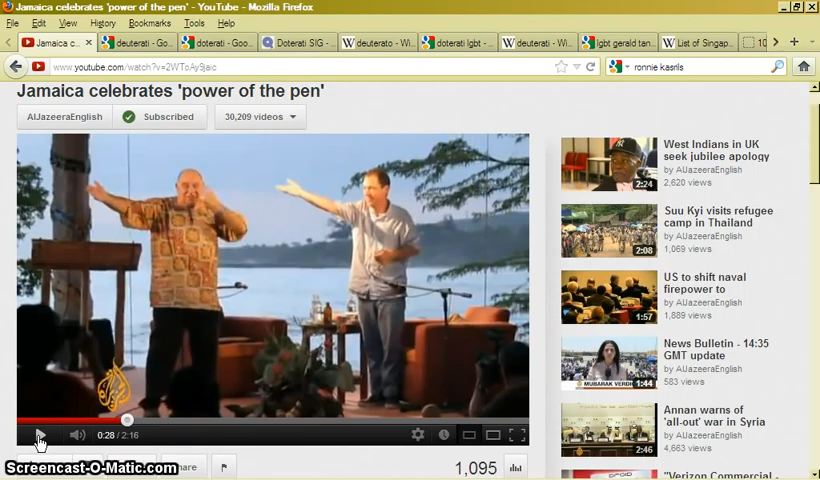 Jamaica celebrates 'power of the pen' - YouTube - Mozilla Firefox
File Edit View History Bookmarks Tools Help
Jamaica c... deuterati - Go... doterati - Goo... Doterati SIG - ... deuterato - Wi... doterati lgbt - ... deuterati - Wi... lgbt gerald tan... List of Singap... 10
www.youtube.com/watch?v=2WToAy9jaic ronnie kasrils
Jamaica celebrates 'power of the pen'
AlJazeeraEnglish Subscribed 30,209 videos
West Indians in UK
seek jubilee apology
by AlJazeeraEnglish
2,620 views
2:24
Suu Kyi visits refugee
camp in Thailand
by AlJazeeraEnglish
1,069 views
2:08
US to shift naval
firepower to
by AlJazeeraEnglish
1,889 views
1:57
News Bulletin - 14:35
GMT update
by AlJazeeraEnglish
583 views
MUBARAK VERDI
1:44
Annan warns of
'all-out' war in Syria
by AlJazeeraEnglish
4,663 views
2:46
"Verizon Commercial -
0:28 / 2:16
hare 1,095
Screencast-O-Matic.com